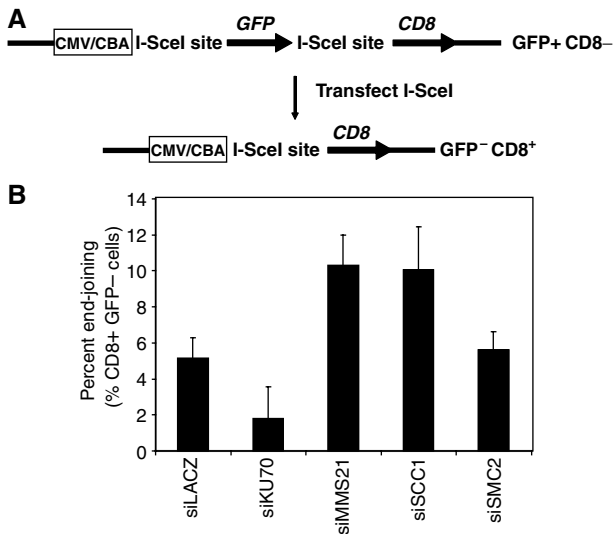 A
GFP CD8
CMV/CBA I-SceI site I-SceI site GFP+ CD8–
Transfect I-SceI
CD8
CMV/CBA I-SceI site GFP– CD8+
B
Percent end-joining
(% CD8+ GFP– cells)
14
12
10
8
6
4
2
0
siLACZ
siKU70
siMMS21
siSCC1
siSMC2